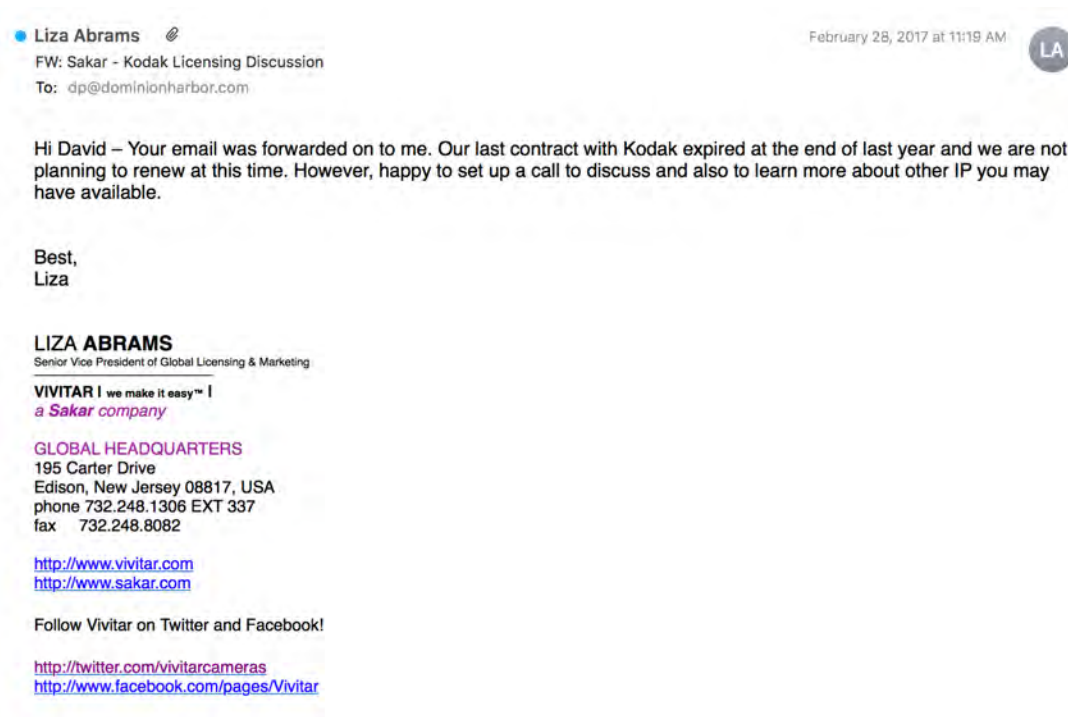 Liza Abrams
February 28, 2017 at 11:19 AM
LA
FW: Sakar - Kodak Licensing Discussion
To: dp@dominionharbor.com
Hi David – Your email was forwarded on to me. Our last contract with Kodak expired at the end of last year and we are not
planning to renew at this time. However, happy to set up a call to discuss and also to learn more about other IP you may
have available.
Best,
Liza
LIZA ABRAMS
Senior Vice President of Global Licensing & Marketing
VIVITAR I we make it easy™ I
a Sakar company
GLOBAL HEADQUARTERS
195 Carter Drive
Edison, New Jersey 08817, USA
phone 732.248.1306 EXT 337
fax 732.248.8082
http://www.vivitar.com
http://www.sakar.com
Follow Vivitar on Twitter and Facebook!
http://twitter.com/vivitarcameras
http://www.facebook.com/pages/Vivitar